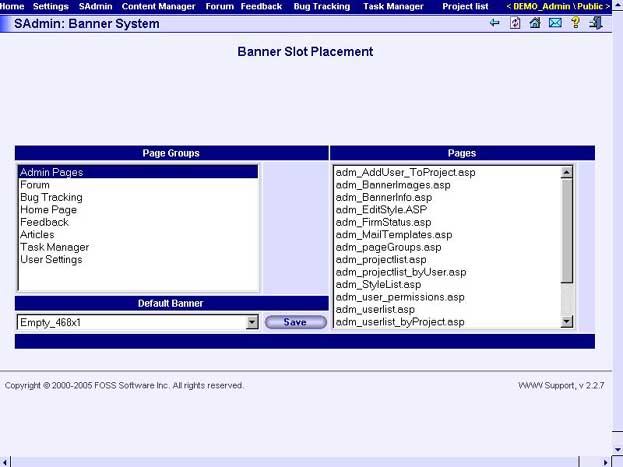 Home Settings SAdmin Content Manager Forum Feedback Bug Tracking Task Manager Project list < DEMO_Admin \ Public >
SAdmin: Banner System
Banner Slot Placement
Page Groups
Admin Pages
Forum
Bug Tracking
Home Page
Feedback
Articles
Task Manager
User Settings
Default Banner
Empty_468x1
Save
Pages
adm_AddUser_ToProject.asp
adm_BannerImages.asp
adm_BannerInfo.asp
adm_EditStyle.ASP
adm_FirmStatus.asp
adm_MailTemplates.asp
adm_pageGroups.asp
adm_projectlist.asp
adm_projectlist_byUser.asp
adm_StyleList.asp
adm_user_permissions.asp
adm_userlist.asp
adm_userlist_byProject.asp
Copyright © 2000-2005 FOSS Software Inc. All rights reserved. WWW Support, v 2.2.7